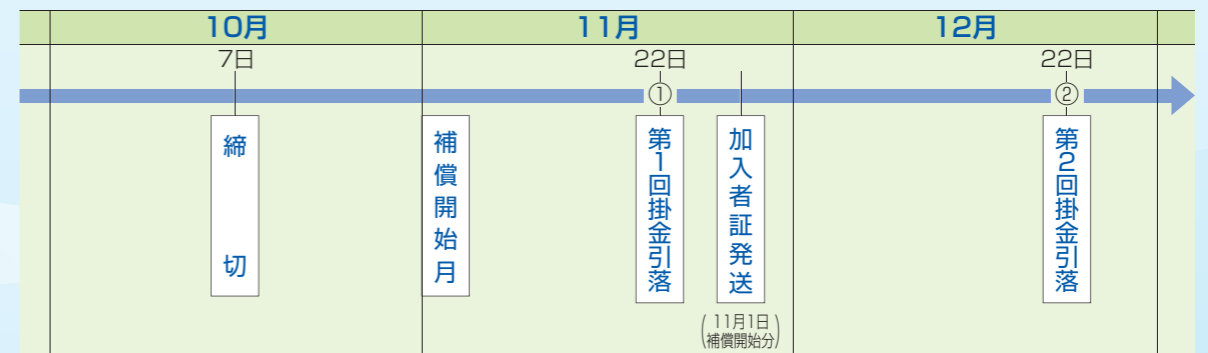 10月
11月
12月
7日
22日
22日
①
②
締切
補償開始月
第1回掛金引落
加入者証発送
第2回掛金引落
(11月1日
補償開始分)